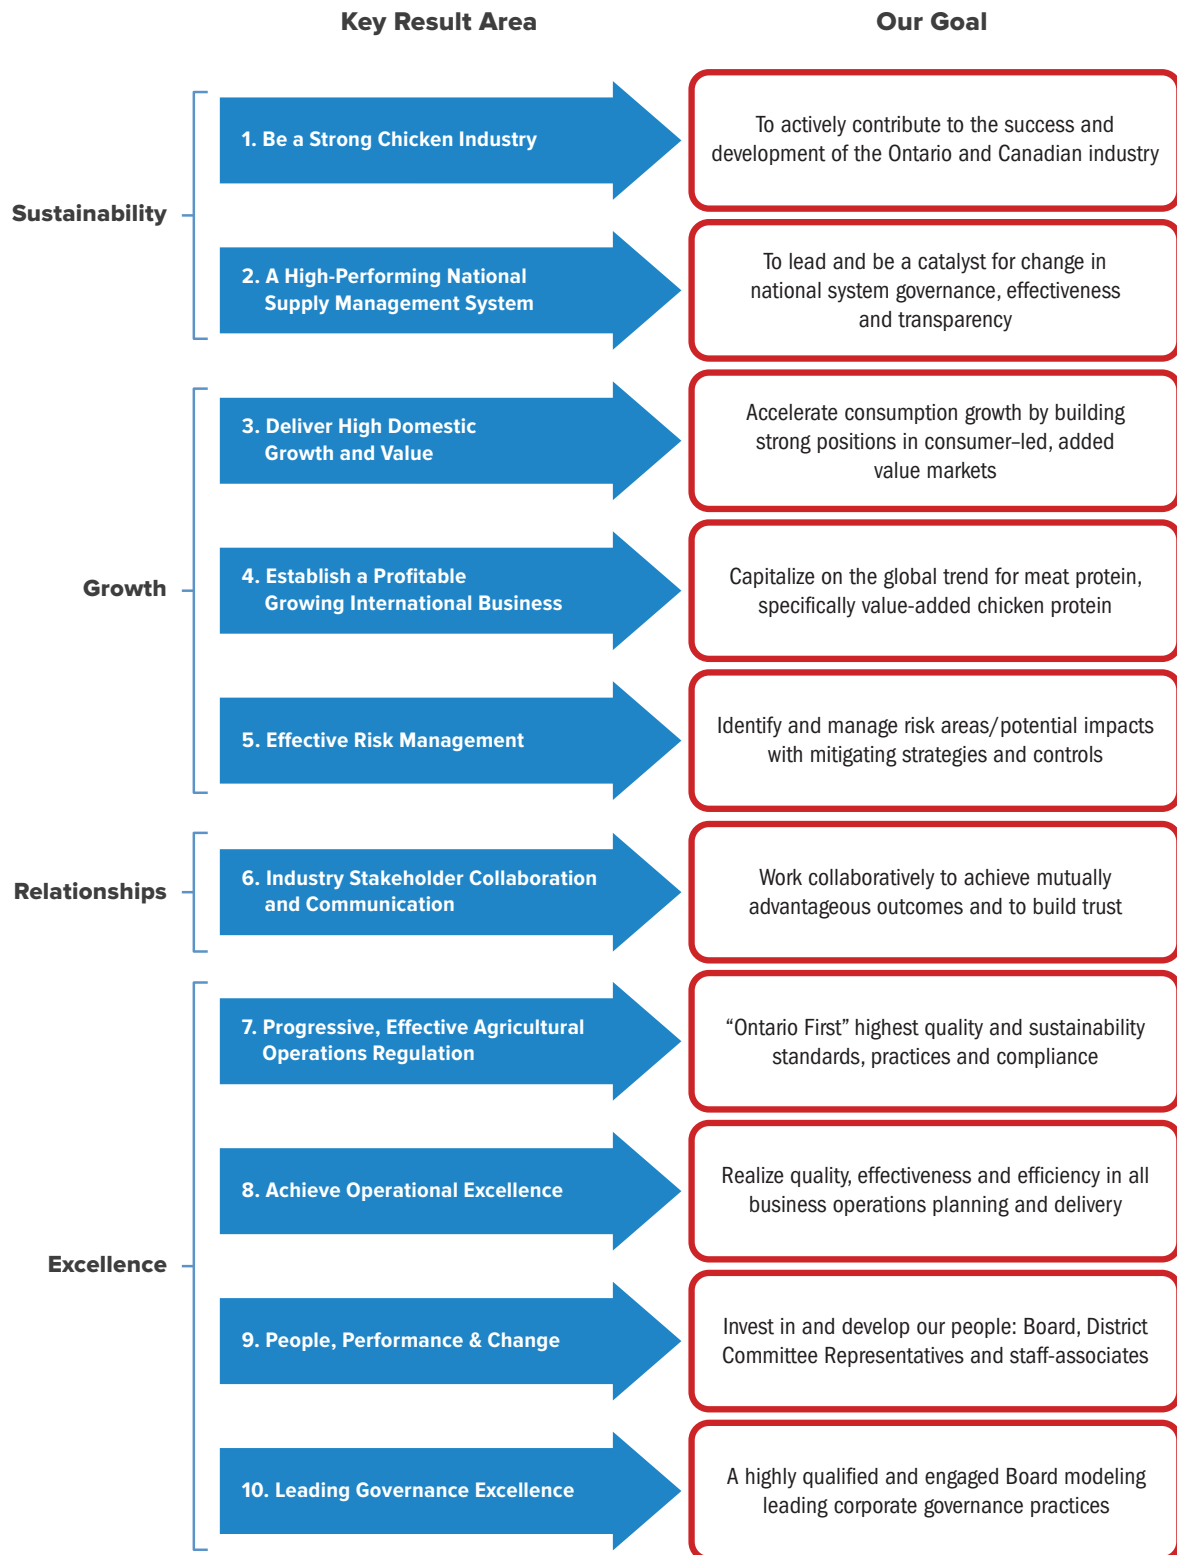 Key Result Area
Our Goal
Sustainability
1. Be a Strong Chicken Industry
To actively contribute to the success and
development of the Ontario and Canadian industry
2. A High-Performing National
Supply Management System
To lead and be a catalyst for change in
national system governance, effectiveness
and transparency
Growth
3. Deliver High Domestic
Growth and Value
Accelerate consumption growth by building
strong positions in consumer–led, added
value markets
4. Establish a Profitable
Growing International Business
Capitalize on the global trend for meat protein,
specifically value-added chicken protein
5. Effective Risk Management
Identify and manage risk areas/potential impacts
with mitigating strategies and controls
Relationships
6. Industry Stakeholder Collaboration
and Communication
Work collaboratively to achieve mutually
advantageous outcomes and to build trust
Excellence
7. Progressive, Effective Agricultural
Operations Regulation
“Ontario First” highest quality and sustainability
standards, practices and compliance
8. Achieve Operational Excellence
Realize quality, effectiveness and efficiency in all
business operations planning and delivery
9. People, Performance & Change
Invest in and develop our people: Board, District
Committee Representatives and staff-associates
10. Leading Governance Excellence
A highly qualified and engaged Board modeling
leading corporate governance practices